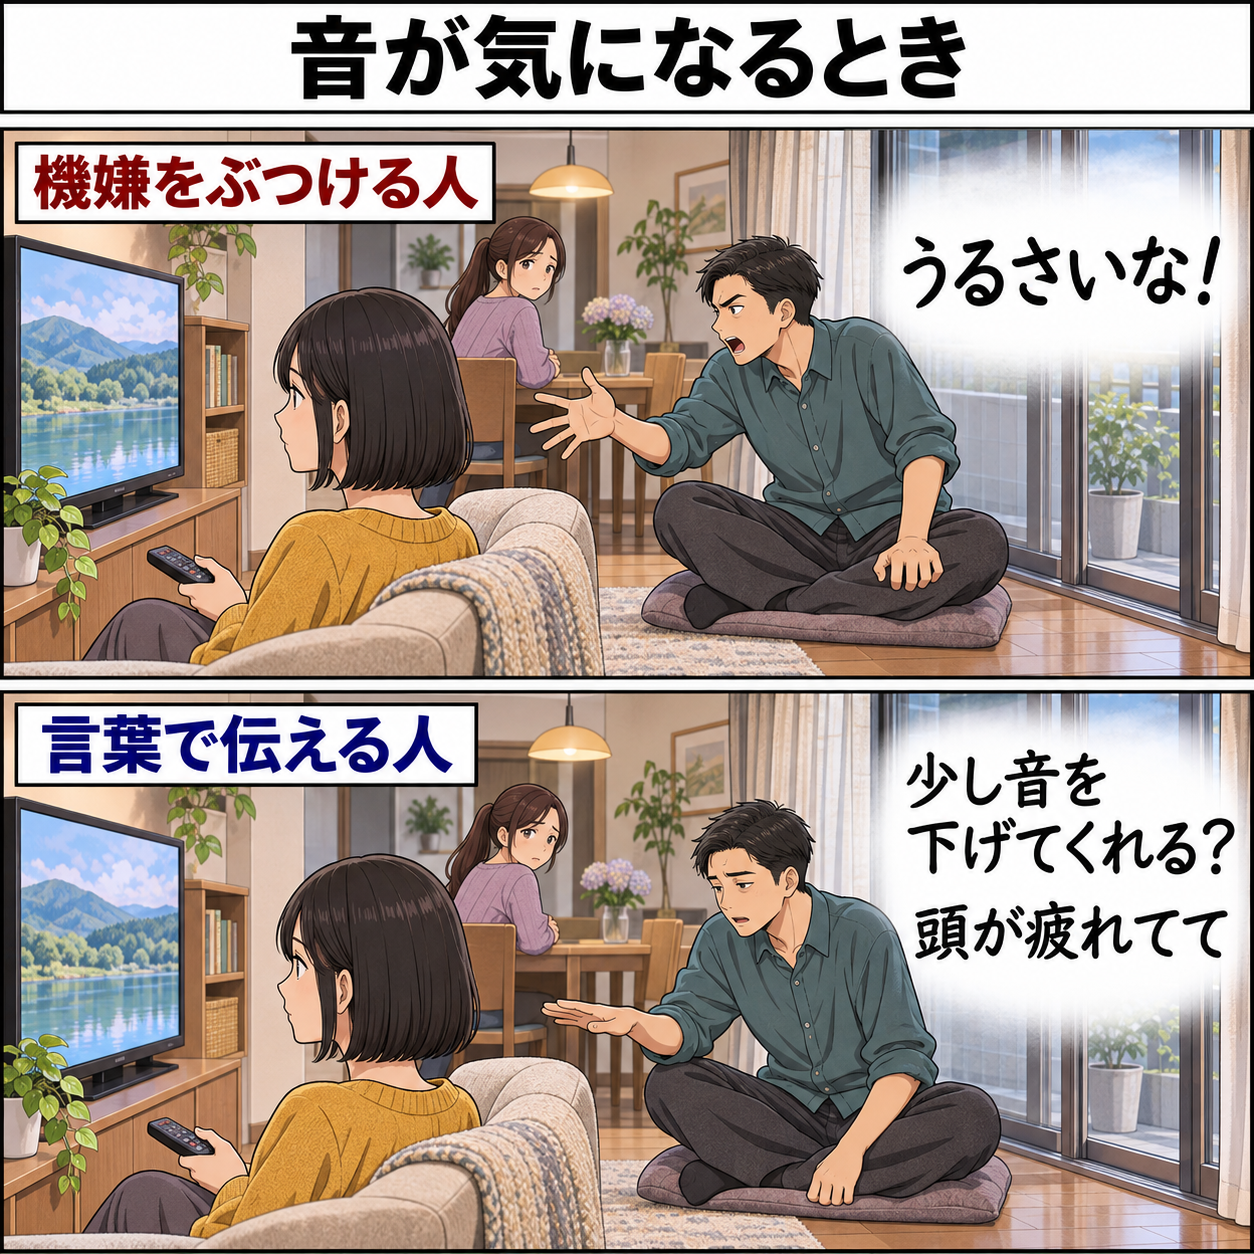 音が気になるとき
機嫌をぶつける人
うるさいな!
言葉で伝える人
少し音を
下げてくれる?
頭が疲れてて